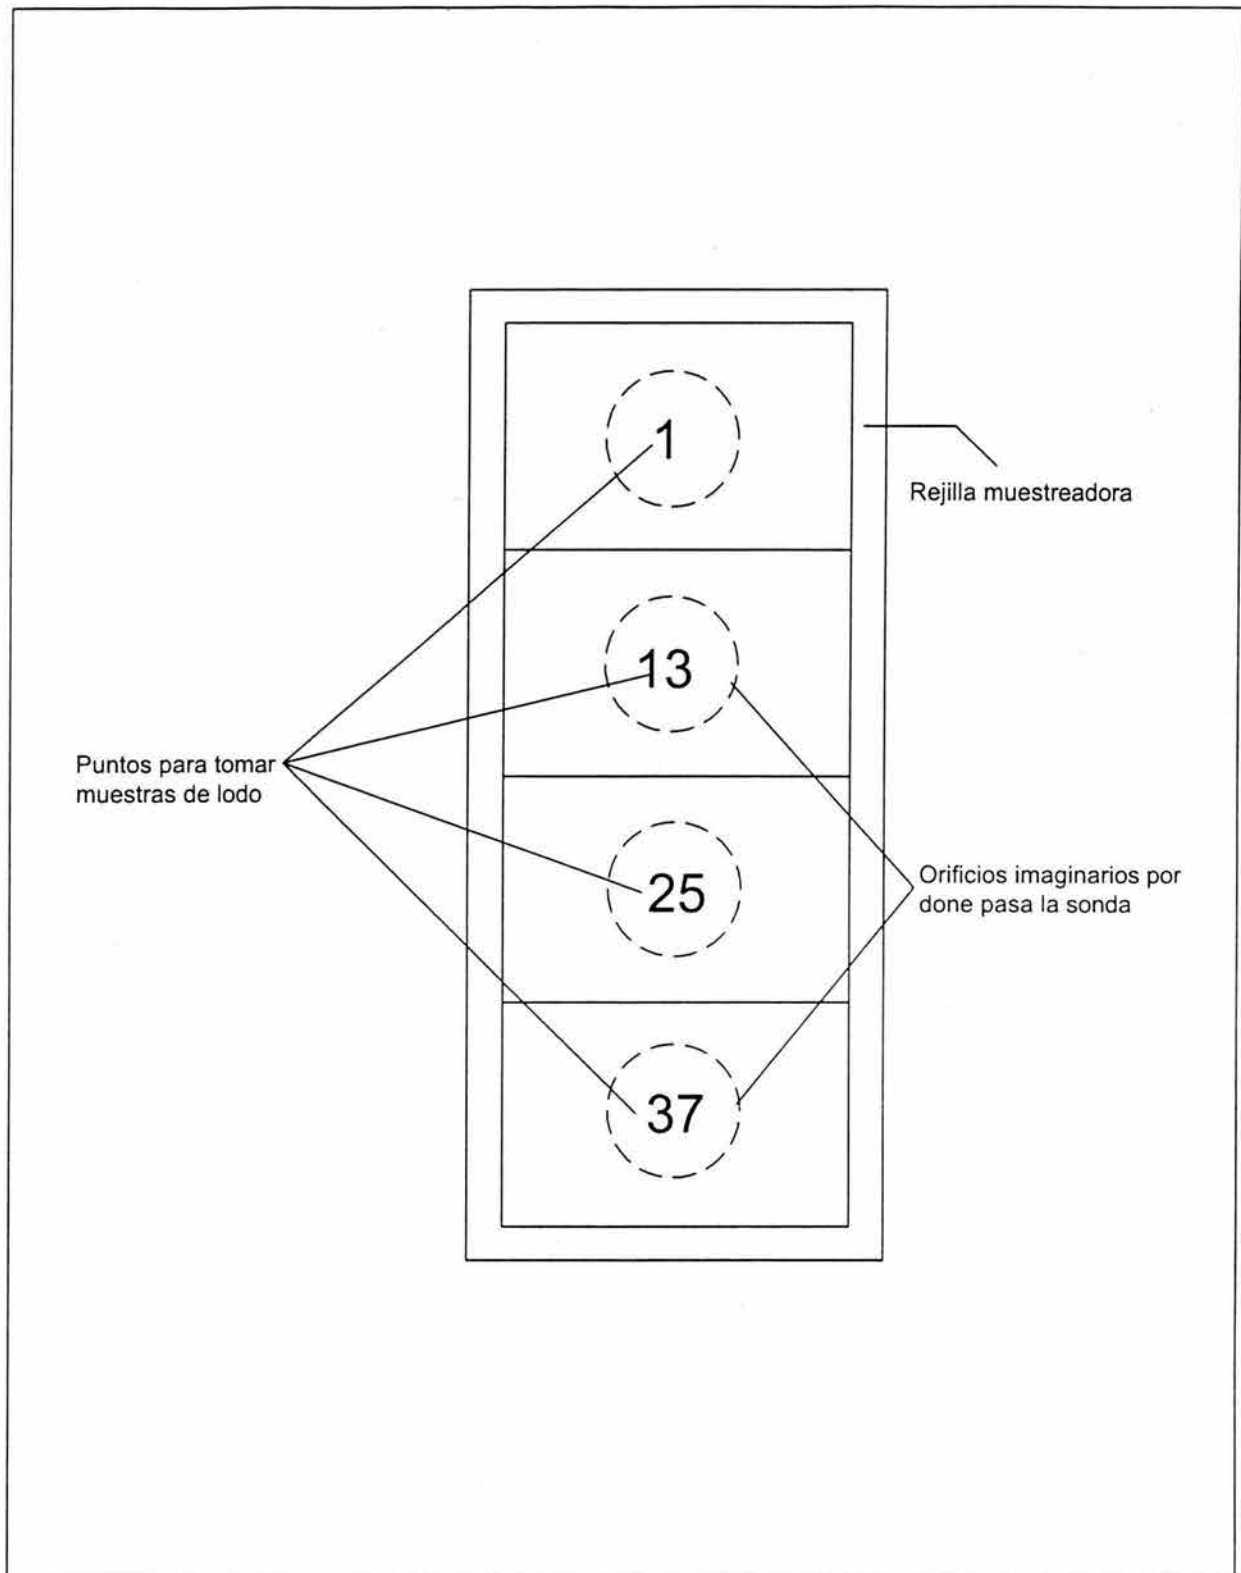 1
Rejilla muestreadora
13
Puntos para tomar
muestras de lodo
25
Orificios imaginarios por
done pasa la sonda
37